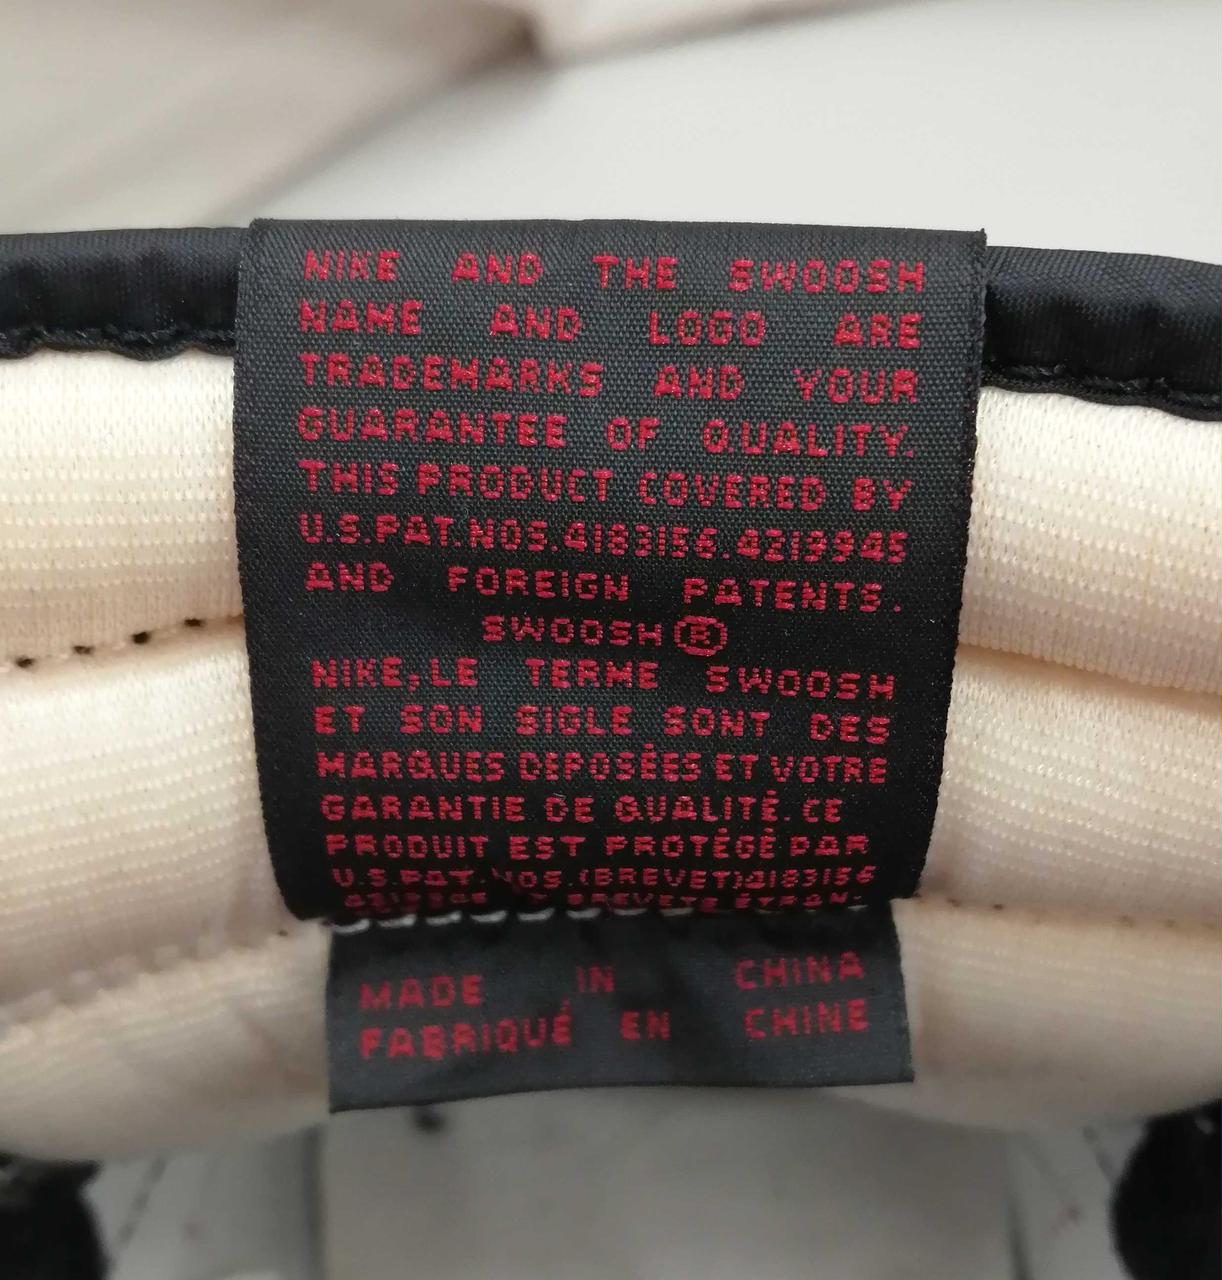 NIKE AND THE SWOOSH
NAME AND LOGO ARE
TRADEMARKS AND YOUR
GUARANTEE OF QUALITY.
THIS PRODUCT COVERED BY
U.S.PAT.NOS.4183156.4219945
AND FOREIGN PATENTS.
SWOOSH®
NIKE,LE TERME SWOOSH
ET SON SIGLE SONT DES
MARQUES DEPOSÉES ET VOTRE
GARANTIE DE QUALITÉ. CE
PRODUIT EST PROTÉGÉ PAR
U.S.PAT.NOS.(BREVET)4183156
BREVETE ÉTRAN-
MADE IN CHINA
FABRIQUÉ EN CHINE